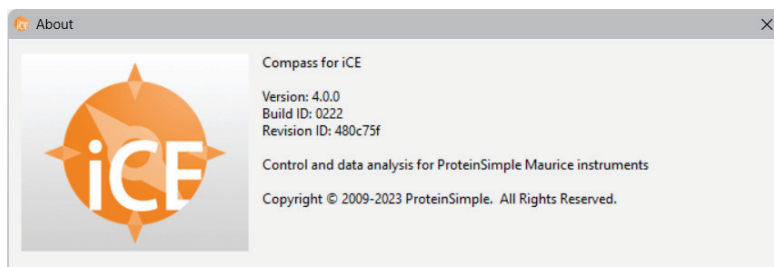 About
Compass for iCE
Version: 4.0.0
Build ID: 0222
Revision ID: 480c75f
Control and data analysis for ProteinSimple Maurice instruments
Copyright © 2009-2023 ProteinSimple. All Rights Reserved.
iCE